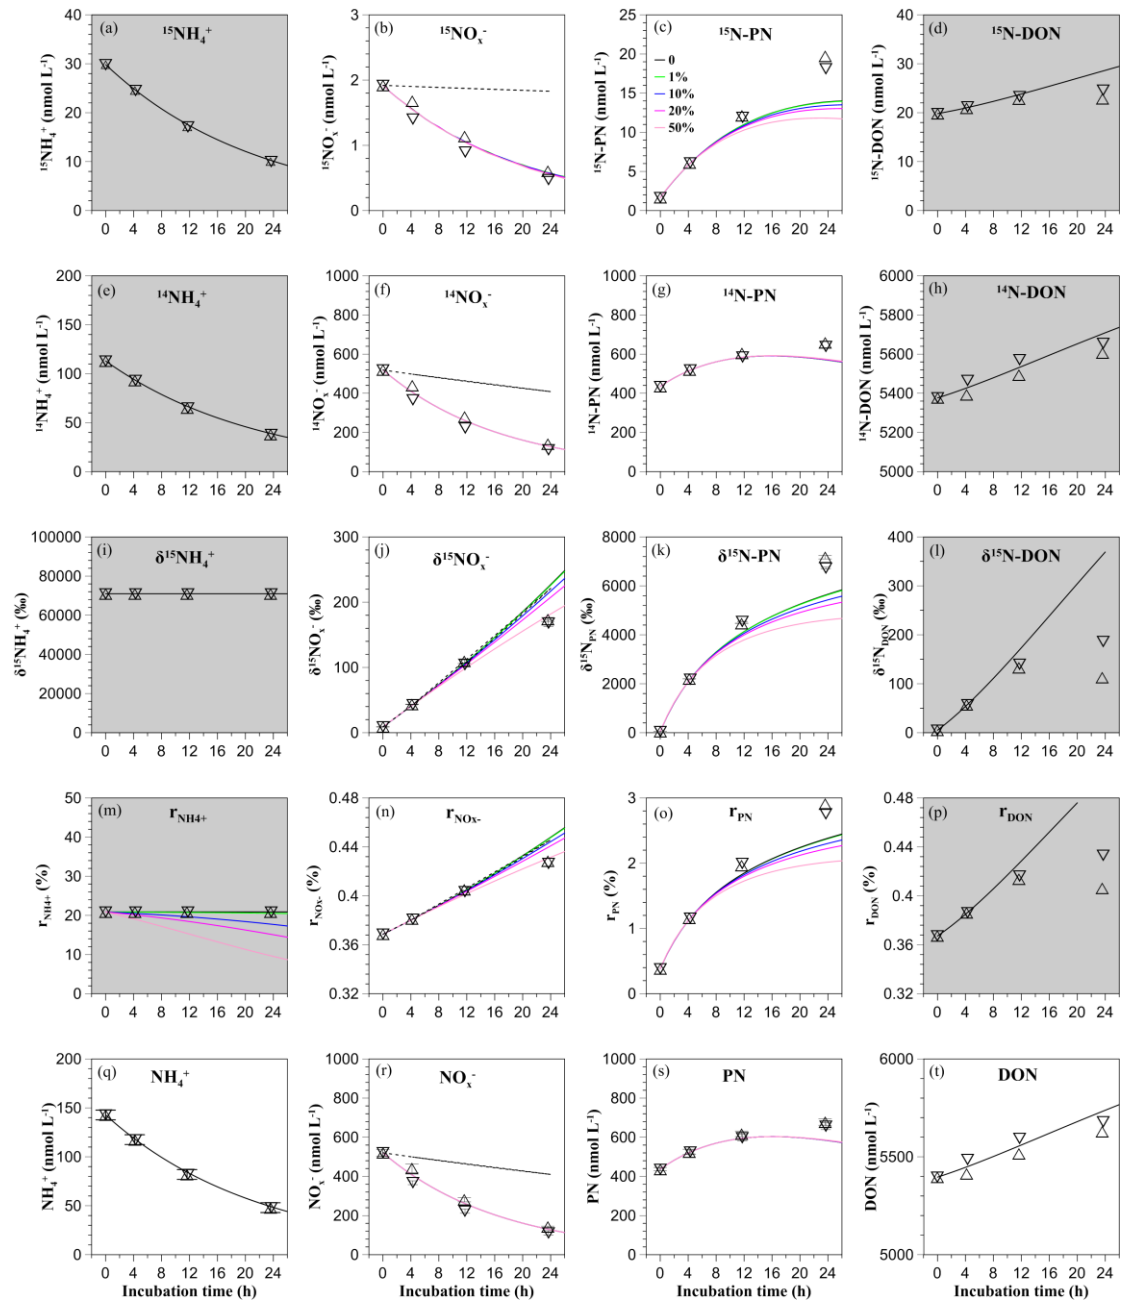 (a) ¹⁵NH₄⁺
¹⁵NH₄⁺ (nmol L⁻¹)
40
30
20
10
0
0 4 8 12 16 20 24
(b) ¹⁵NOₓ⁻
¹⁵NOₓ⁻ (nmol L⁻¹)
3
2
1
0
0 4 8 12 16 20 24
(c) ¹⁵N-PN
¹⁵N-PN (nmol L⁻¹)
25
20
15
10
5
0
0
1%
10%
20%
50%
0 4 8 12 16 20 24
(d) ¹⁵N-DON
¹⁵N-DON (nmol L⁻¹)
40
30
20
10
0
0 4 8 12 16 20 24
(e) ¹⁴NH₄⁺
¹⁴NH₄⁺ (nmol L⁻¹)
200
150
100
50
0
0 4 8 12 16 20 24
(f) ¹⁴NOₓ⁻
¹⁴NOₓ⁻ (nmol L⁻¹)
1000
800
600
400
200
0
0 4 8 12 16 20 24
(g) ¹⁴N-PN
¹⁴N-PN (nmol L⁻¹)
1000
800
600
400
200
0
0 4 8 12 16 20 24
(h) ¹⁴N-DON
¹⁴N-DON (nmol L⁻¹)
6000
5800
5600
5400
5200
5000
0 4 8 12 16 20 24
(i) δ¹⁵NH₄⁺
δ¹⁵NH₄⁺ (‰)
100000
80000
60000
40000
20000
0
0 4 8 12 16 20 24
(j) δ¹⁵NOₓ⁻
δ¹⁵NOₓ⁻ (‰)
300
200
100
0
0 4 8 12 16 20 24
(k) δ¹⁵N-PN
δ¹⁵N_PN (‰)
8000
6000
4000
2000
0
0 4 8 12 16 20 24
(l) δ¹⁵N-DON
δ¹⁵N_DON (‰)
400
300
200
100
0
0 4 8 12 16 20 24
(m) r_NH4+
r_NH4+ (%)
50
40
30
20
10
0
0 4 8 12 16 20 24
(n) r_NOx-
r_NOx- (%)
0.48
0.44
0.4
0.36
0.32
0 4 8 12 16 20 24
(o) r_PN
r_PN (%)
3
2
1
0
0 4 8 12 16 20 24
(p) r_DON
r_DON (%)
0.48
0.44
0.4
0.36
0.32
0 4 8 12 16 20 24
(q) NH₄⁺
NH₄⁺ (nmol L⁻¹)
200
150
100
50
0
0 4 8 12 16 20 24
Incubation time (h)
(r) NOₓ⁻
NOₓ⁻ (nmol L⁻¹)
1000
800
600
400
200
0
0 4 8 12 16 20 24
Incubation time (h)
(s) PN
PN (nmol L⁻¹)
1000
800
600
400
200
0
0 4 8 12 16 20 24
Incubation time (h)
(t) DON
DON (nmol L⁻¹)
6000
5500
5000
0 4 8 12 16 20 24
Incubation time (h)